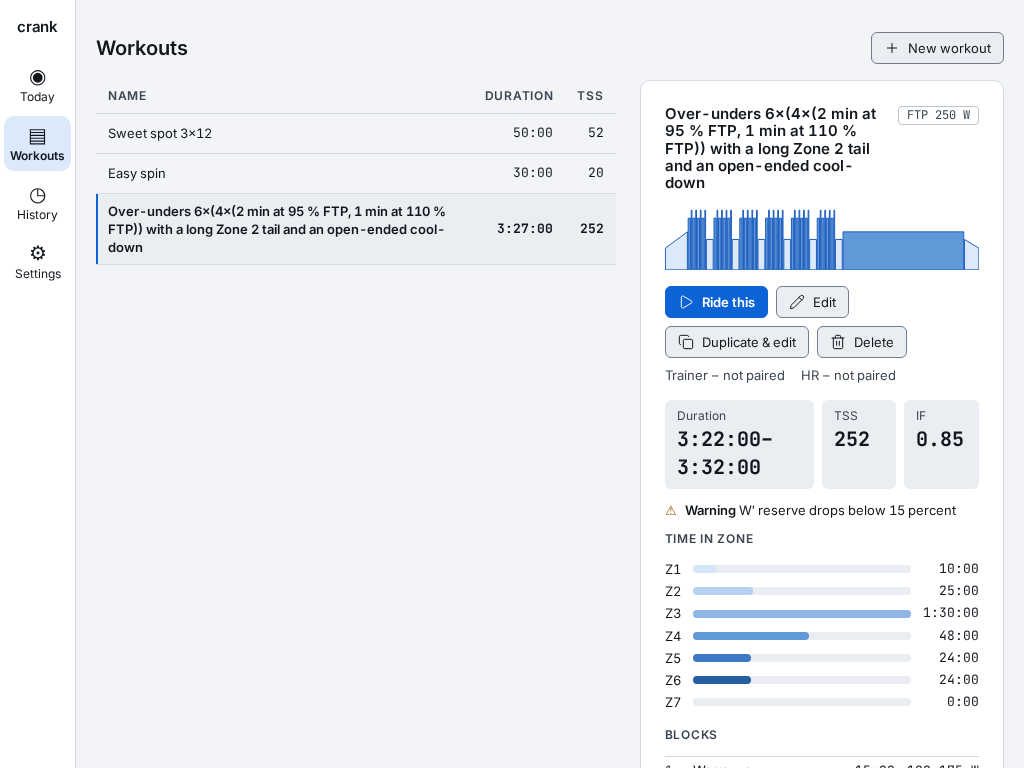 crank
Today
Workouts
History
Settings
Workouts
New workout
NAME DURATION TSS
Sweet spot 3×12 50:00 52
Easy spin 30:00 20
Over-unders 6×(4×(2 min at 95 % FTP, 1 min at 110 %
FTP)) with a long Zone 2 tail and an open-ended cool-
down
3:27:00 252
Over-unders 6×(4×(2 min at
95 % FTP, 1 min at 110 %
FTP)) with a long Zone 2 tail
and an open-ended cool-
down
FTP 250 W
Ride this
Edit
Duplicate & edit
Delete
Trainer – not paired HR – not paired
Duration
3:22:00–
3:32:00
TSS
252
IF
0.85
Warning W′ reserve drops below 15 percent
TIME IN ZONE
Z1 10:00
Z2 25:00
Z3 1:30:00
Z4 48:00
Z5 24:00
Z6 24:00
Z7 0:00
BLOCKS